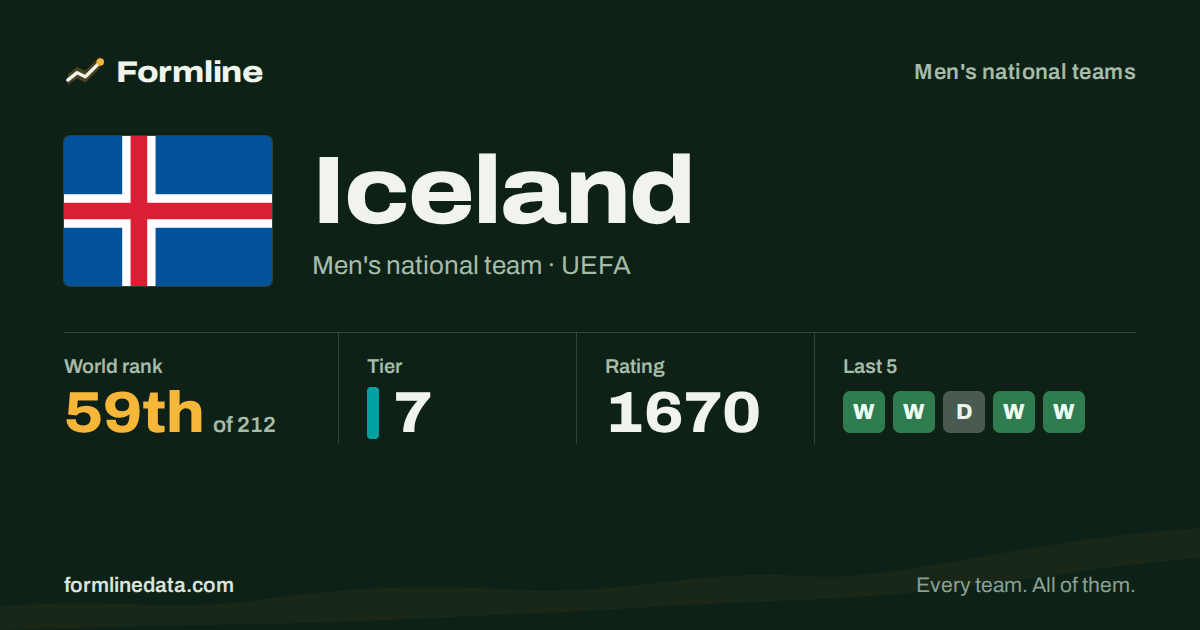 Formline
Men's national teams
Iceland
Men's national team · UEFA
World rank
59th of 212
Tier
7
Rating
1670
Last 5
W W D W W
formlinedata.com
Every team. All of them.